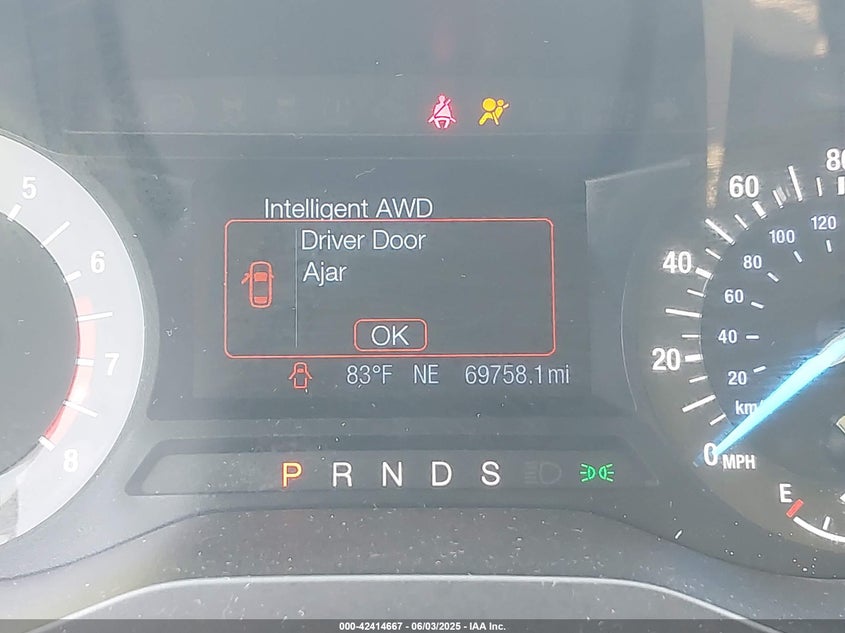 5
6
7
8
Intelligent AWD
Driver Door
Ajar
OK
83°F NE 69758.1mi
P R N D S
80
60
40
20
0 MPH
120
100
80
60
40
20
km/
E
000-42414667 - 06/03/2025 - IAA Inc.